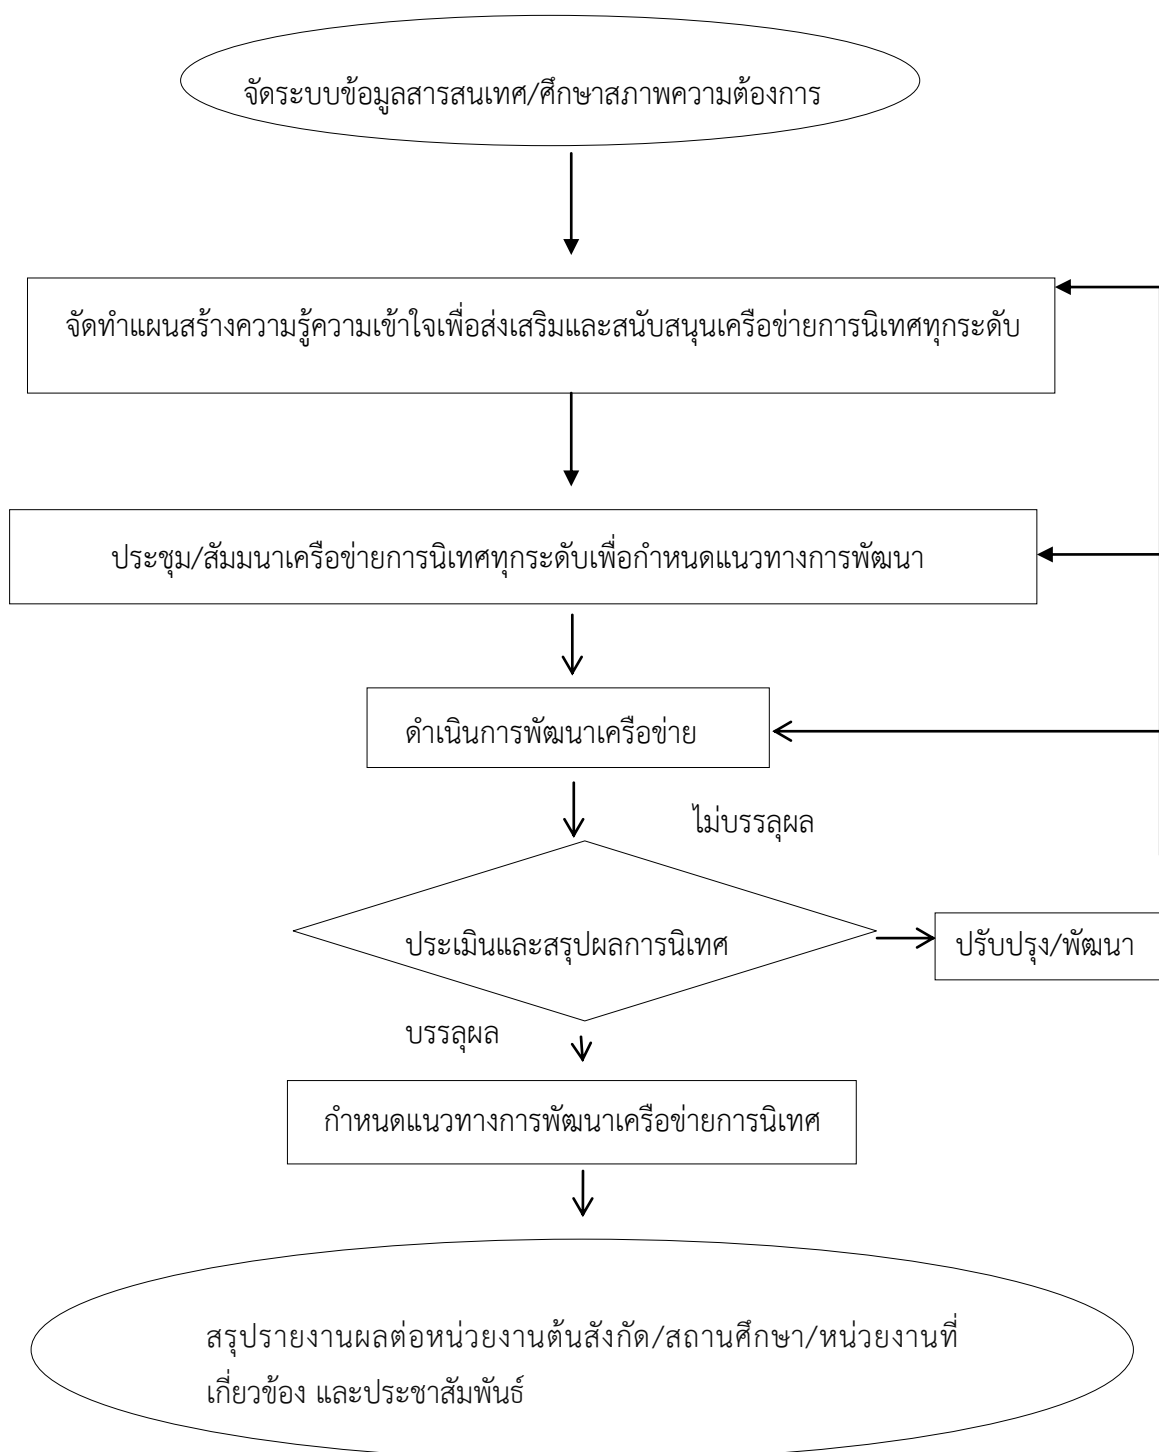 จัดระบบข้อมูลสารสนเทศ/ศึกษาสภาพความต้องการ
จัดทำแผนสร้างความรู้ความเข้าใจเพื่อส่งเสริมและสนับสนุนเครือข่ายการนิเทศทุกระดับ
ประชุม/สัมมนาเครือข่ายการนิเทศทุกระดับเพื่อกำหนดแนวทางการพัฒนา
ดำเนินการพัฒนาเครือข่าย
ไม่บรรลุผล
ประเมินและสรุปผลการนิเทศ
ปรับปรุง/พัฒนา
บรรลุผล
กำหนดแนวทางการพัฒนาเครือข่ายการนิเทศ
สรุปรายงานผลต่อหน่วยงานต้นสังกัด/สถานศึกษา/หน่วยงานที่
เกี่ยวข้อง และประชาสัมพันธ์